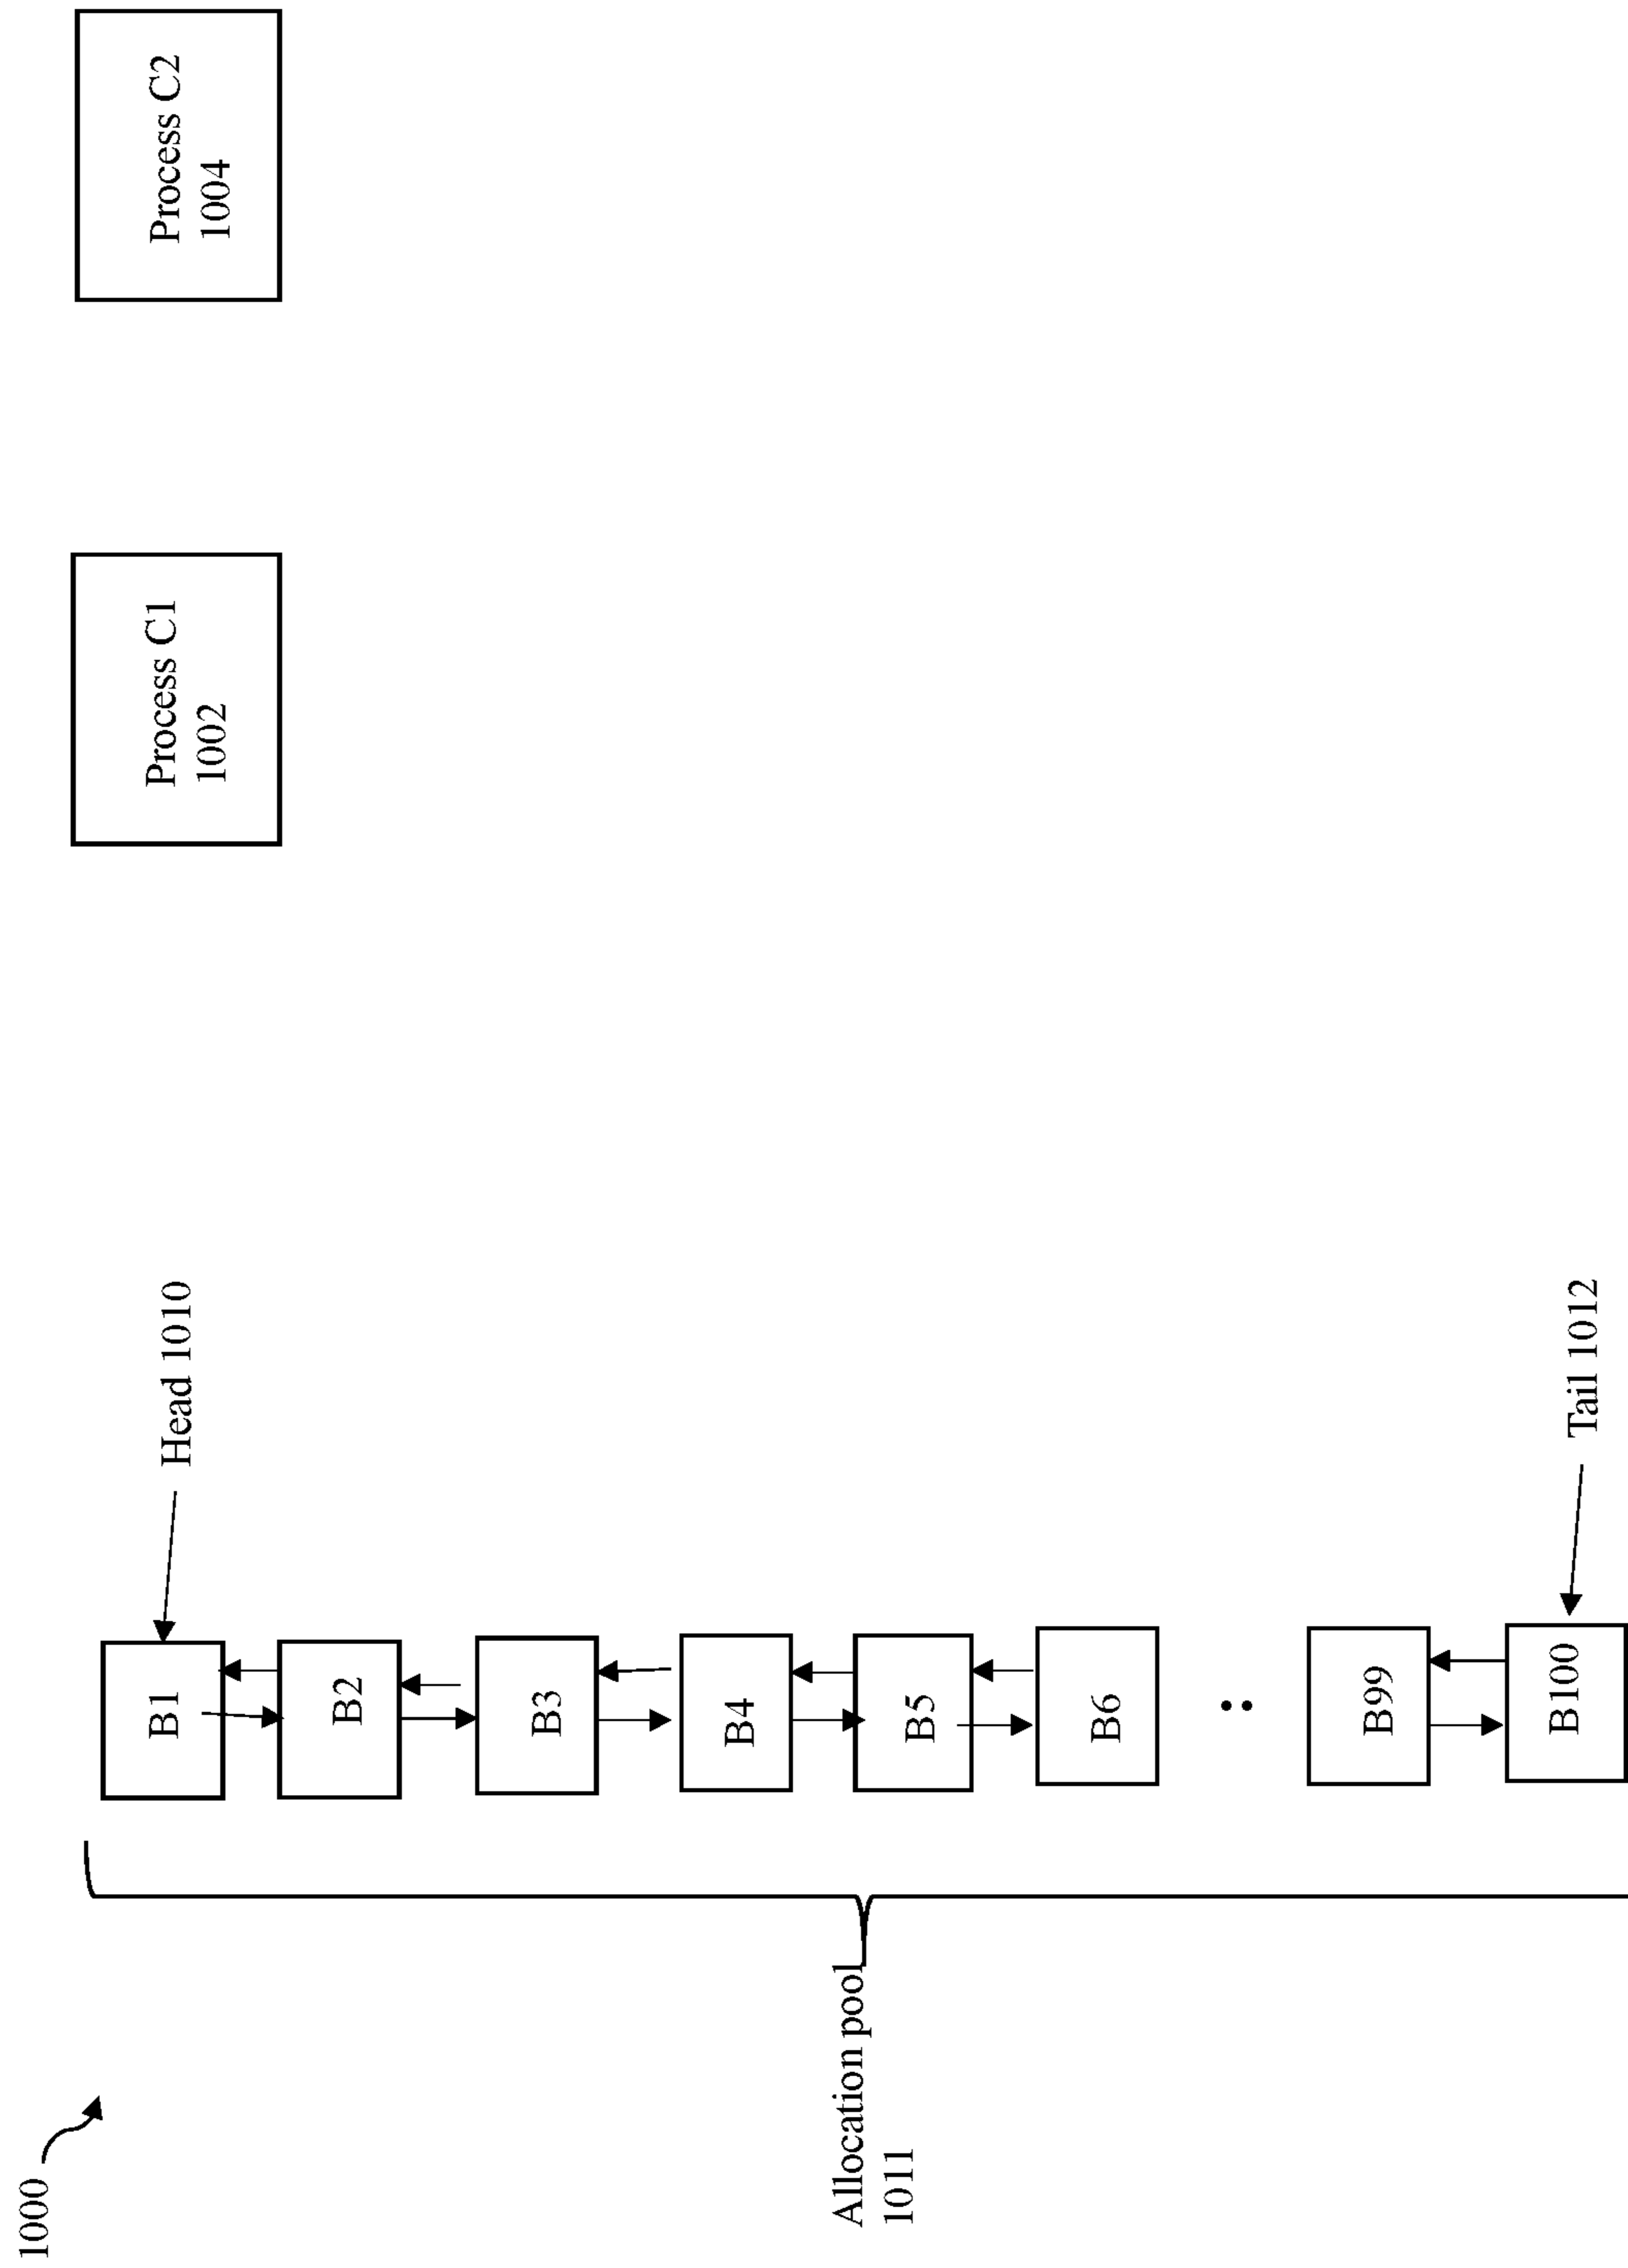 1000
Allocation pool
1011
B1
B2
B3
B4
B5
B6
B99
B100
Head 1010
Tail 1012
Process C1
1002
Process C2
1004